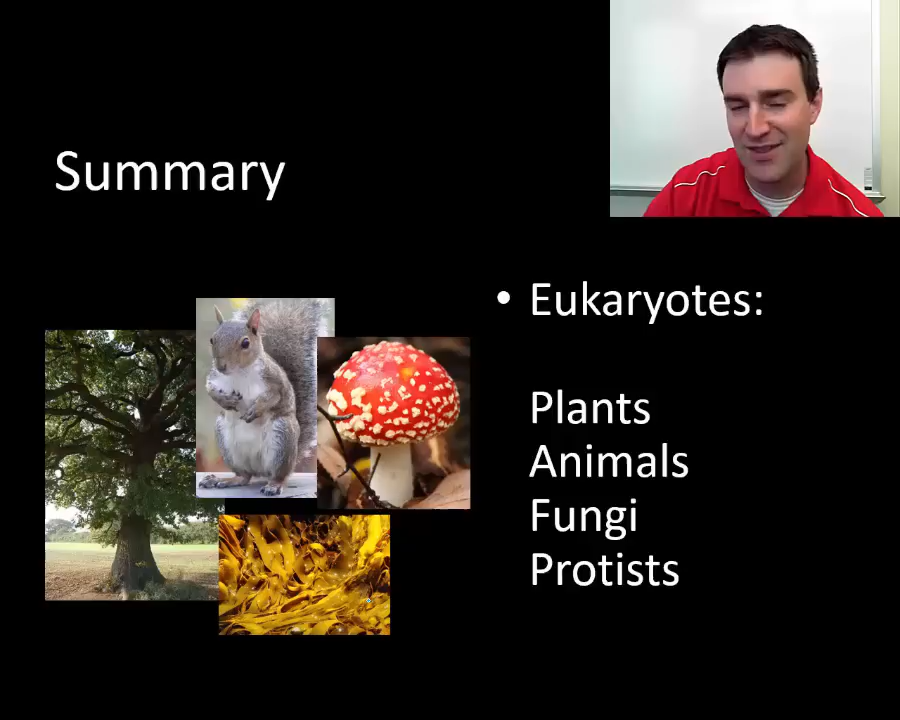 Summary
• Eukaryotes:
Plants
Animals
Fungi
Protists